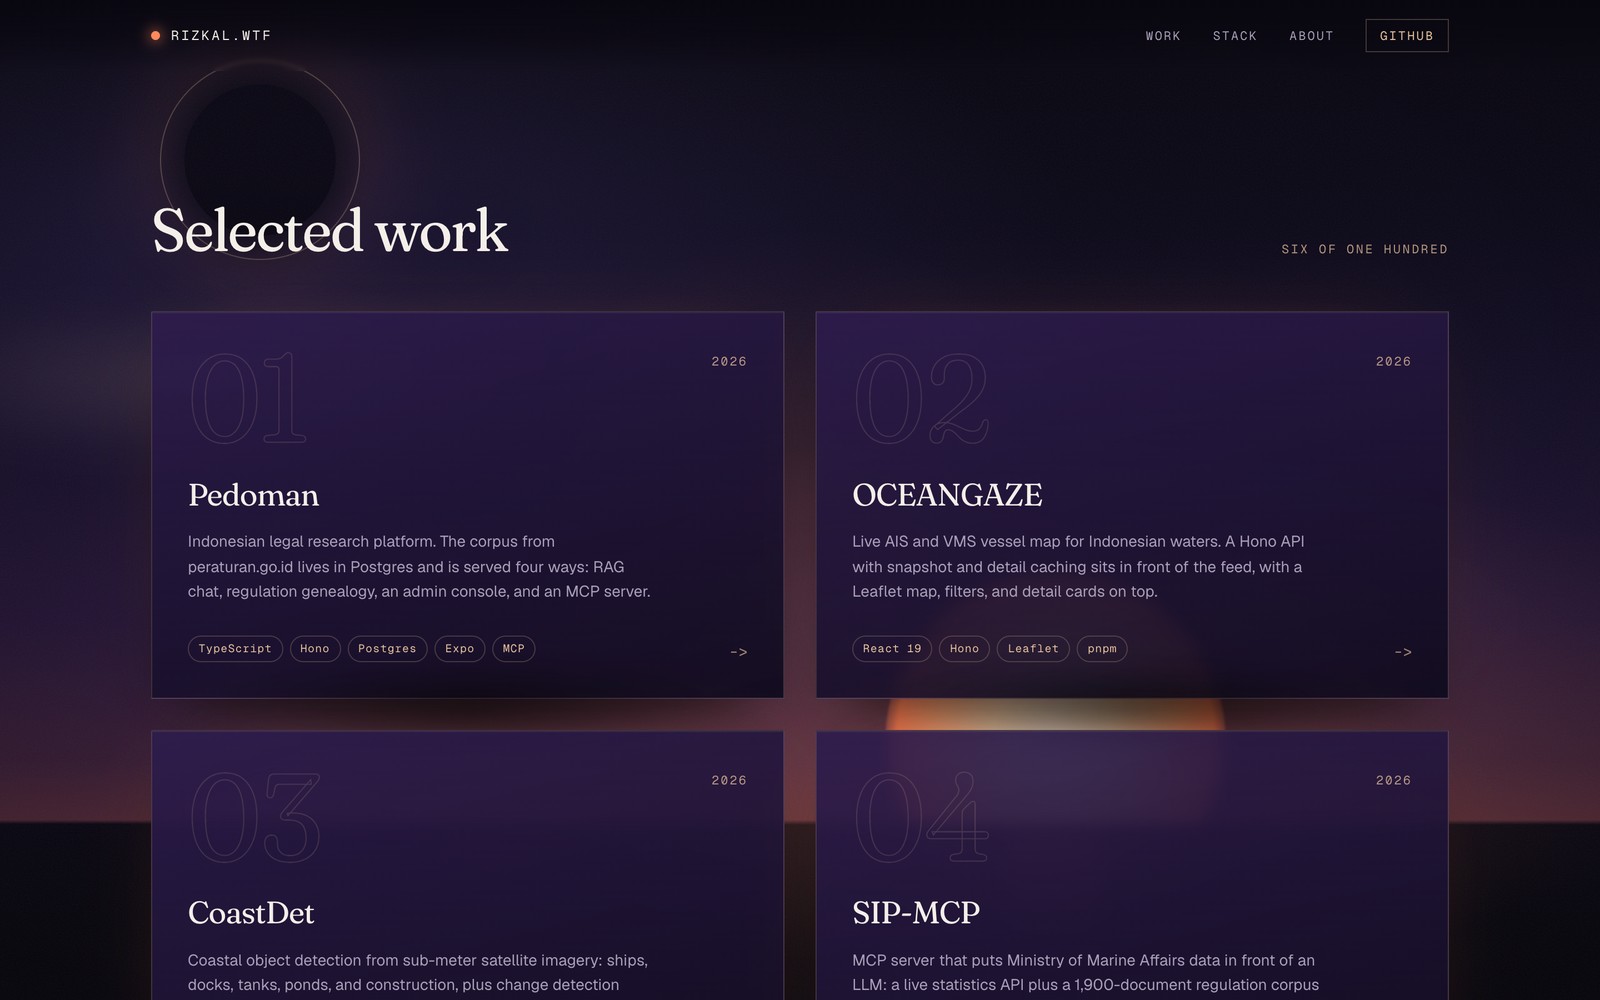 RIZKAL.WTF
WORK STACK ABOUT GITHUB
Selected work
SIX OF ONE HUNDRED
01
2026
Pedoman
Indonesian legal research platform. The corpus from
peraturan.go.id lives in Postgres and is served four ways: RAG
chat, regulation genealogy, an admin console, and an MCP server.
TypeScript Hono Postgres Expo MCP
->
02
2026
OCEANGAZE
Live AIS and VMS vessel map for Indonesian waters. A Hono API
with snapshot and detail caching sits in front of the feed, with a
Leaflet map, filters, and detail cards on top.
React 19 Hono Leaflet pnpm
->
03
2026
CoastDet
Coastal object detection from sub-meter satellite imagery: ships,
docks, tanks, ponds, and construction, plus change detection
04
2026
SIP-MCP
MCP server that puts Ministry of Marine Affairs data in front of an
LLM: a live statistics API plus a 1,900-document regulation corpus